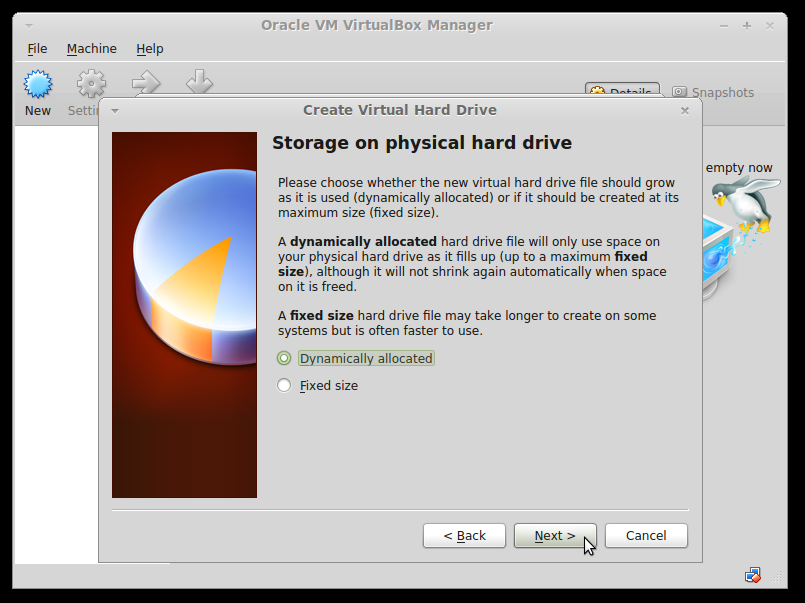 Oracle VM VirtualBox Manager
File Machine Help
New
Details
Snapshots
Create Virtual Hard Drive
empty now
Storage on physical hard drive
Please choose whether the new virtual hard drive file should grow
as it is used (dynamically allocated) or if it should be created at its
maximum size (fixed size).
A dynamically allocated hard drive file will only use space on
your physical hard drive as it fills up (up to a maximum fixed
size), although it will not shrink again automatically when space
on it is freed.
A fixed size hard drive file may take longer to create on some
systems but is often faster to use.
Dynamically allocated
Fixed size
< Back
Next >
Cancel